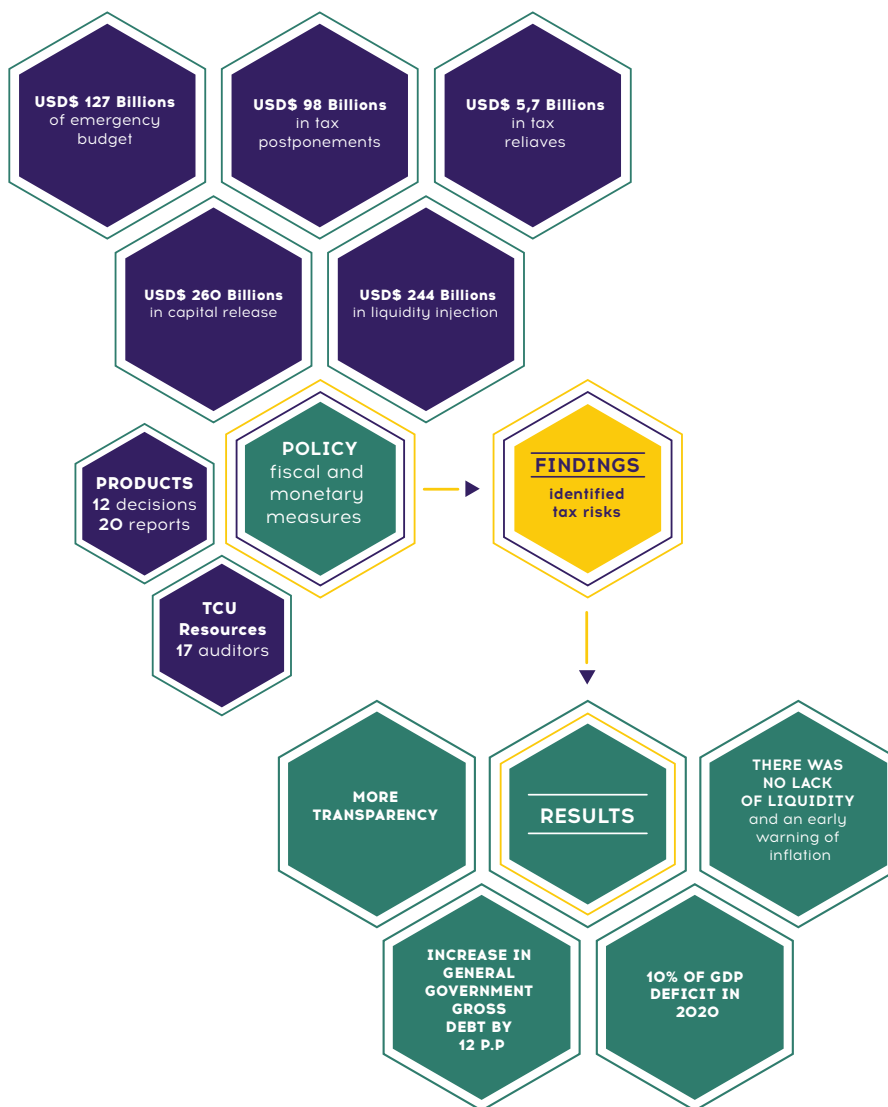 USD$ 127 Billions
of emergency
budget
USD$ 98 Billions
in tax
postponements
USD$ 5,7 Billions
in tax
reliaves
USD$ 260 Billions
in capital release
USD$ 244 Billions
in liquidity injection
POLICY
fiscal and
monetary
measures
FINDINGS
identified
tax risks
PRODUCTS
12 decisions
20 reports
TCU
Resources
17 auditors
MORE
TRANSPARENCY
RESULTS
THERE WAS
NO LACK
OF LIQUIDITY
and an early
warning of
inflation
INCREASE IN
GENERAL
GOVERNMENT
GROSS
DEBT BY
12 P.P
10% OF GDP
DEFICIT IN
2020